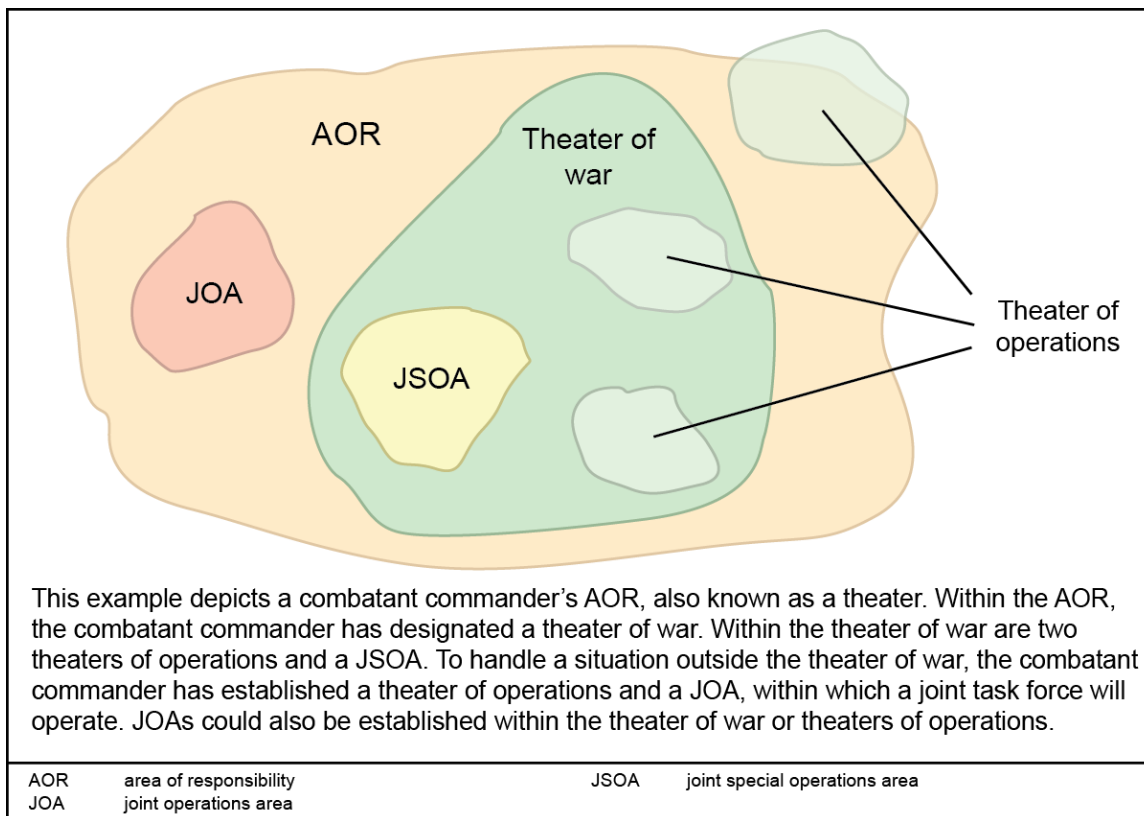 AOR
Theater of
war
JOA
JSOA
Theater of
operations
This example depicts a combatant commander's AOR, also known as a theater. Within the AOR,
the combatant commander has designated a theater of war. Within the theater of war are two
theaters of operations and a JSOA. To handle a situation outside the theater of war, the combatant
commander has established a theater of operations and a JOA, within which a joint task force will
operate. JOAs could also be established within the theater of war or theaters of operations.
AOR area of responsibility JSOA joint special operations area
JOA joint operations area